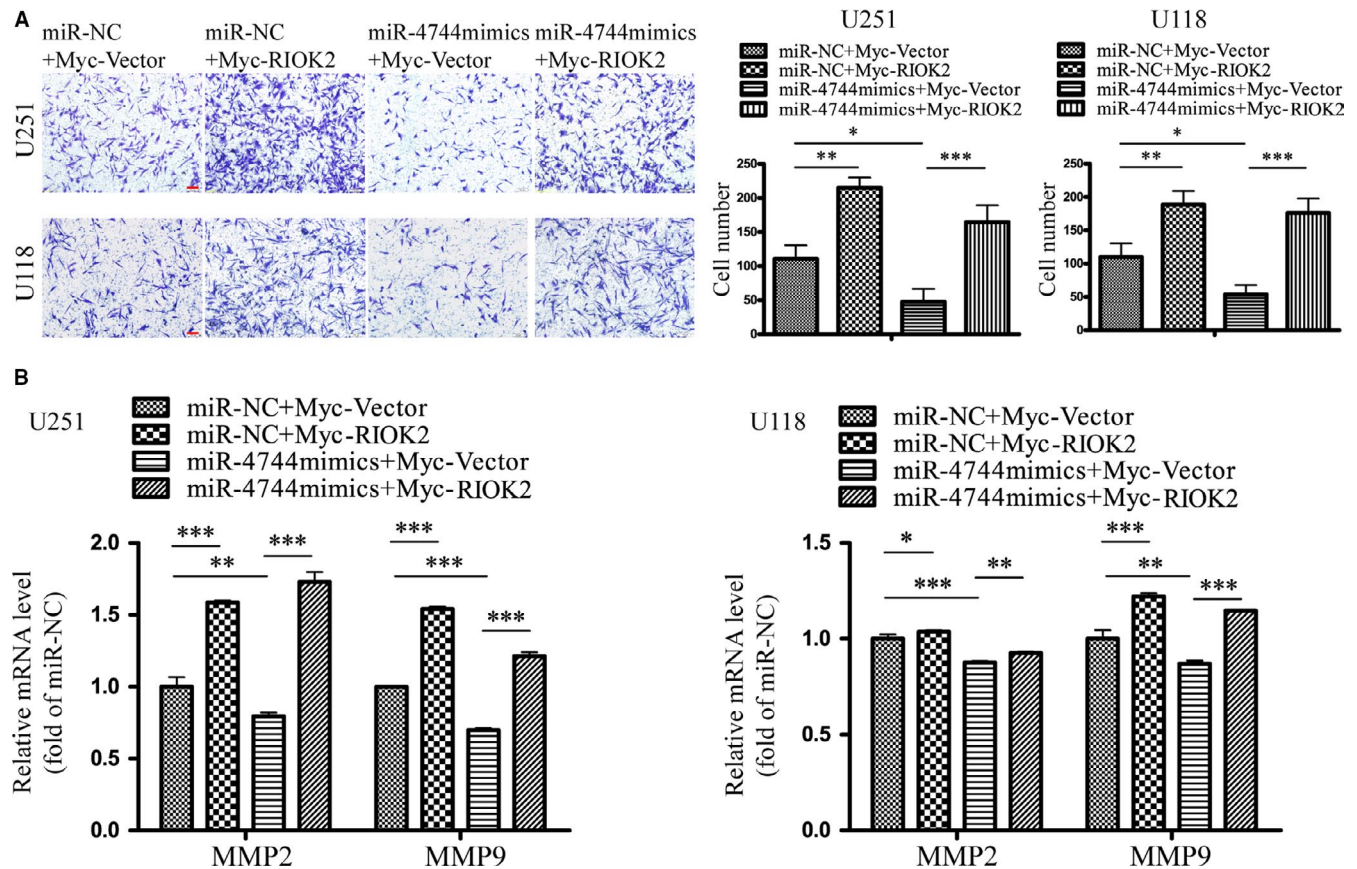 A
miR-NC
+Myc-Vector
miR-NC
+Myc-RIOK2
miR-4744mimics
+Myc-Vector
miR-4744mimics
+Myc-RIOK2
U251
U118
U251
miR-NC+Myc-Vector
miR-NC+Myc-RIOK2
miR-4744mimics+Myc-Vector
miR-4744mimics+Myc-RIOK2
*
**
***
Cell number
250
200
150
100
50
0
U118
miR-NC+Myc-Vector
miR-NC+Myc-RIOK2
miR-4744mimics+Myc-Vector
miR-4744mimics+Myc-RIOK2
*
**
***
Cell number
250
200
150
100
50
0
B
U251
miR-NC+Myc-Vector
miR-NC+Myc-RIOK2
miR-4744mimics+Myc-Vector
miR-4744mimics+Myc-RIOK2
Relative mRNA level
(fold of miR-NC)
2.0
1.5
1.0
0.5
0.0
***
**
***
***
***
***
MMP2
MMP9
U118
miR-NC+Myc-Vector
miR-NC+Myc-RIOK2
miR-4744mimics+Myc-Vector
miR-4744mimics+Myc-RIOK2
Relative mRNA level
(fold of miR-NC)
1.5
1.0
0.5
0.0
*
***
**
***
**
***
MMP2
MMP9